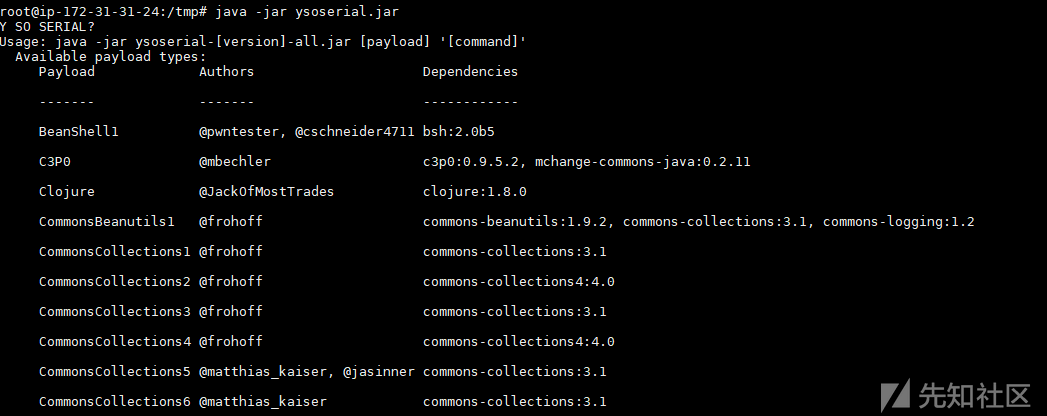 root@ip-172-31-31-24:/tmp# java -jar ysoserial.jar
Y SO SERIAL?
Usage: java -jar ysoserial-[version]-all.jar [payload] '[command]'
Available payload types:
Payload Authors Dependencies
------- ------- ------------
BeanShell1 @pwntester, @cschneider4711 bsh:2.0b5
C3P0 @mbechler c3p0:0.9.5.2, mchange-commons-java:0.2.11
Clojure @JackOfMostTrades clojure:1.8.0
CommonsBeanutils1 @frohoff commons-beanutils:1.9.2, commons-collections:3.1, commons-logging:1.2
CommonsCollections1 @frohoff commons-collections:3.1
CommonsCollections2 @frohoff commons-collections4:4.0
CommonsCollections3 @frohoff commons-collections:3.1
CommonsCollections4 @frohoff commons-collections4:4.0
CommonsCollections5 @matthias_kaiser, @jasinner commons-collections:3.1
CommonsCollections6 @matthias_kaiser commons-collections:3.1
先知社区